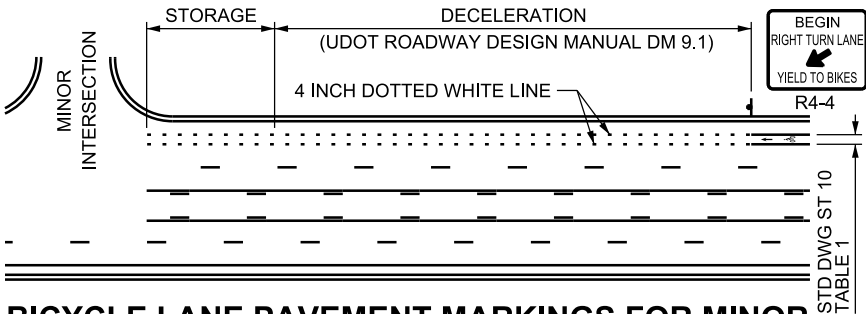 STORAGE
DECELERATION
(UDOT ROADWAY DESIGN MANUAL DM 9.1)
BEGIN
RIGHT TURN LANE
YIELD TO BIKES
R4-4
MINOR
INTERSECTION
4 INCH DOTTED WHITE LINE
STD DWG ST 10
TABLE 1
BICYCLE LANE PAVEMENT MARKINGS FOR MINOR